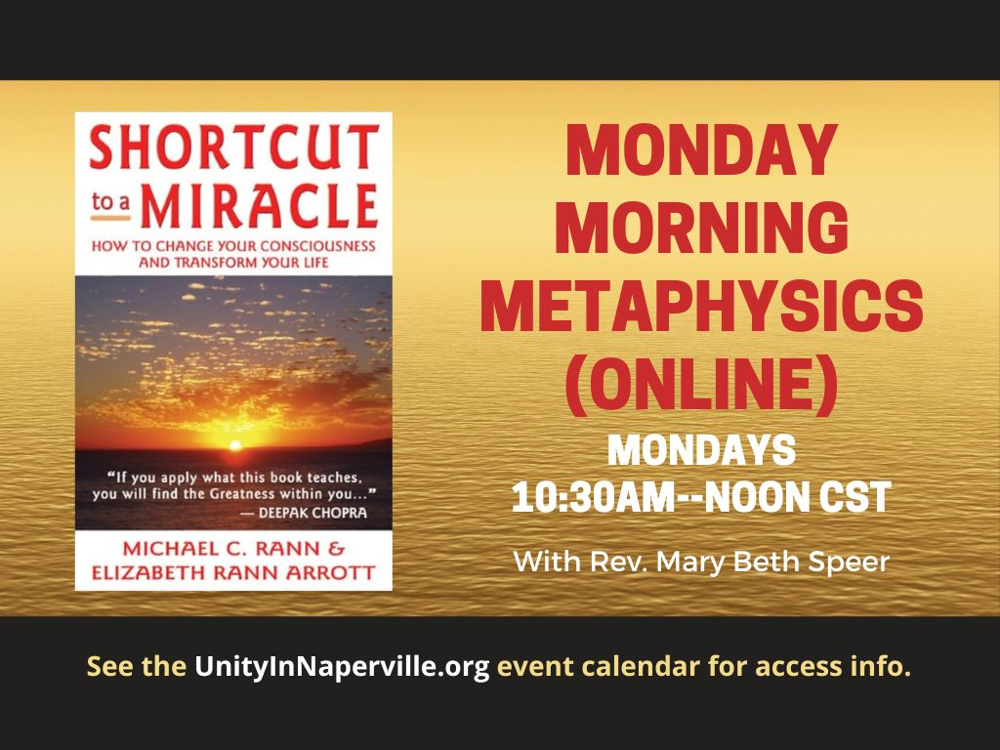 SHORTCUT
to a MIRACLE
HOW TO CHANGE YOUR CONSCIOUSNESS
AND TRANSFORM YOUR LIFE
"If you apply what this book teaches,
you will find the Greatness within you..."
— DEEPAK CHOPRA
MICHAEL C. RANN &
ELIZABETH RANN ARROTT
MONDAY
MORNING
METAPHYSICS
(ONLINE)
MONDAYS
10:30AM--NOON CST
With Rev. Mary Beth Speer
See the UnityInNaperville.org event calendar for access info.